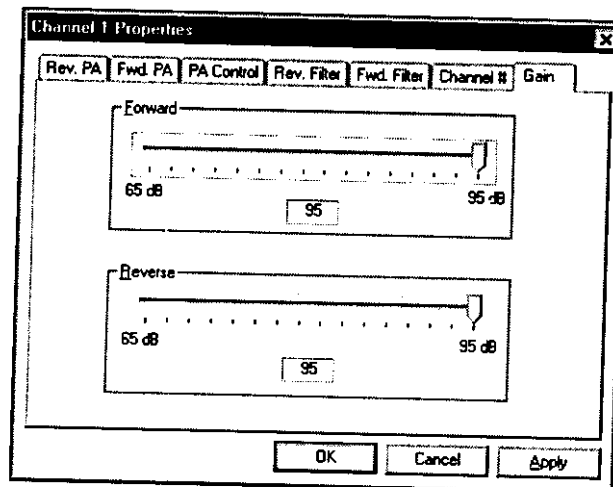 Channel 1 Properties
Rev. PA Fwd. PA PA Control Rev. Filter Fwd. Filter Channel # Gain
Forward
65 dB 95 dB
95
Reverse
65 dB 95 dB
95
OK Cancel Apply